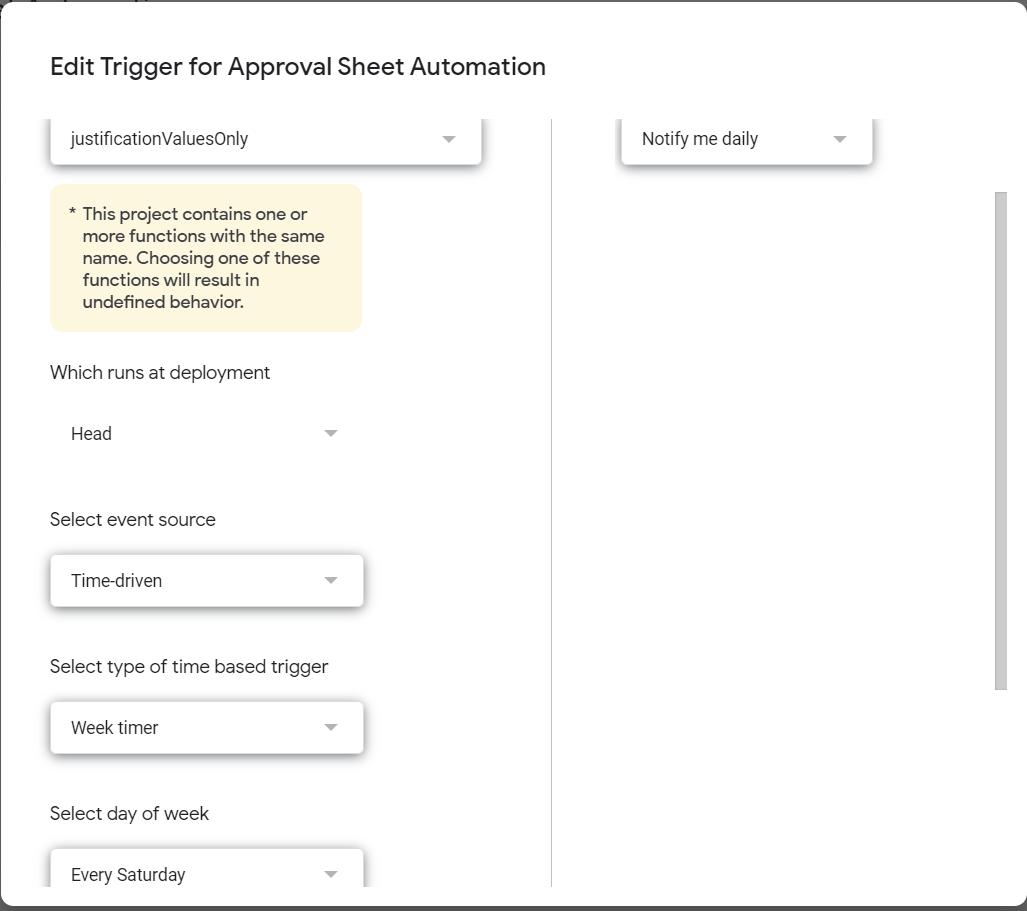 Edit Trigger for Approval Sheet Automation
justificationValuesOnly
Notify me daily
* This project contains one or
more functions with the same
name. Choosing one of these
functions will result in
undefined behavior.
Which runs at deployment
Head
Select event source
Time-driven
Select type of time based trigger
Week timer
Select day of week
Every Saturday